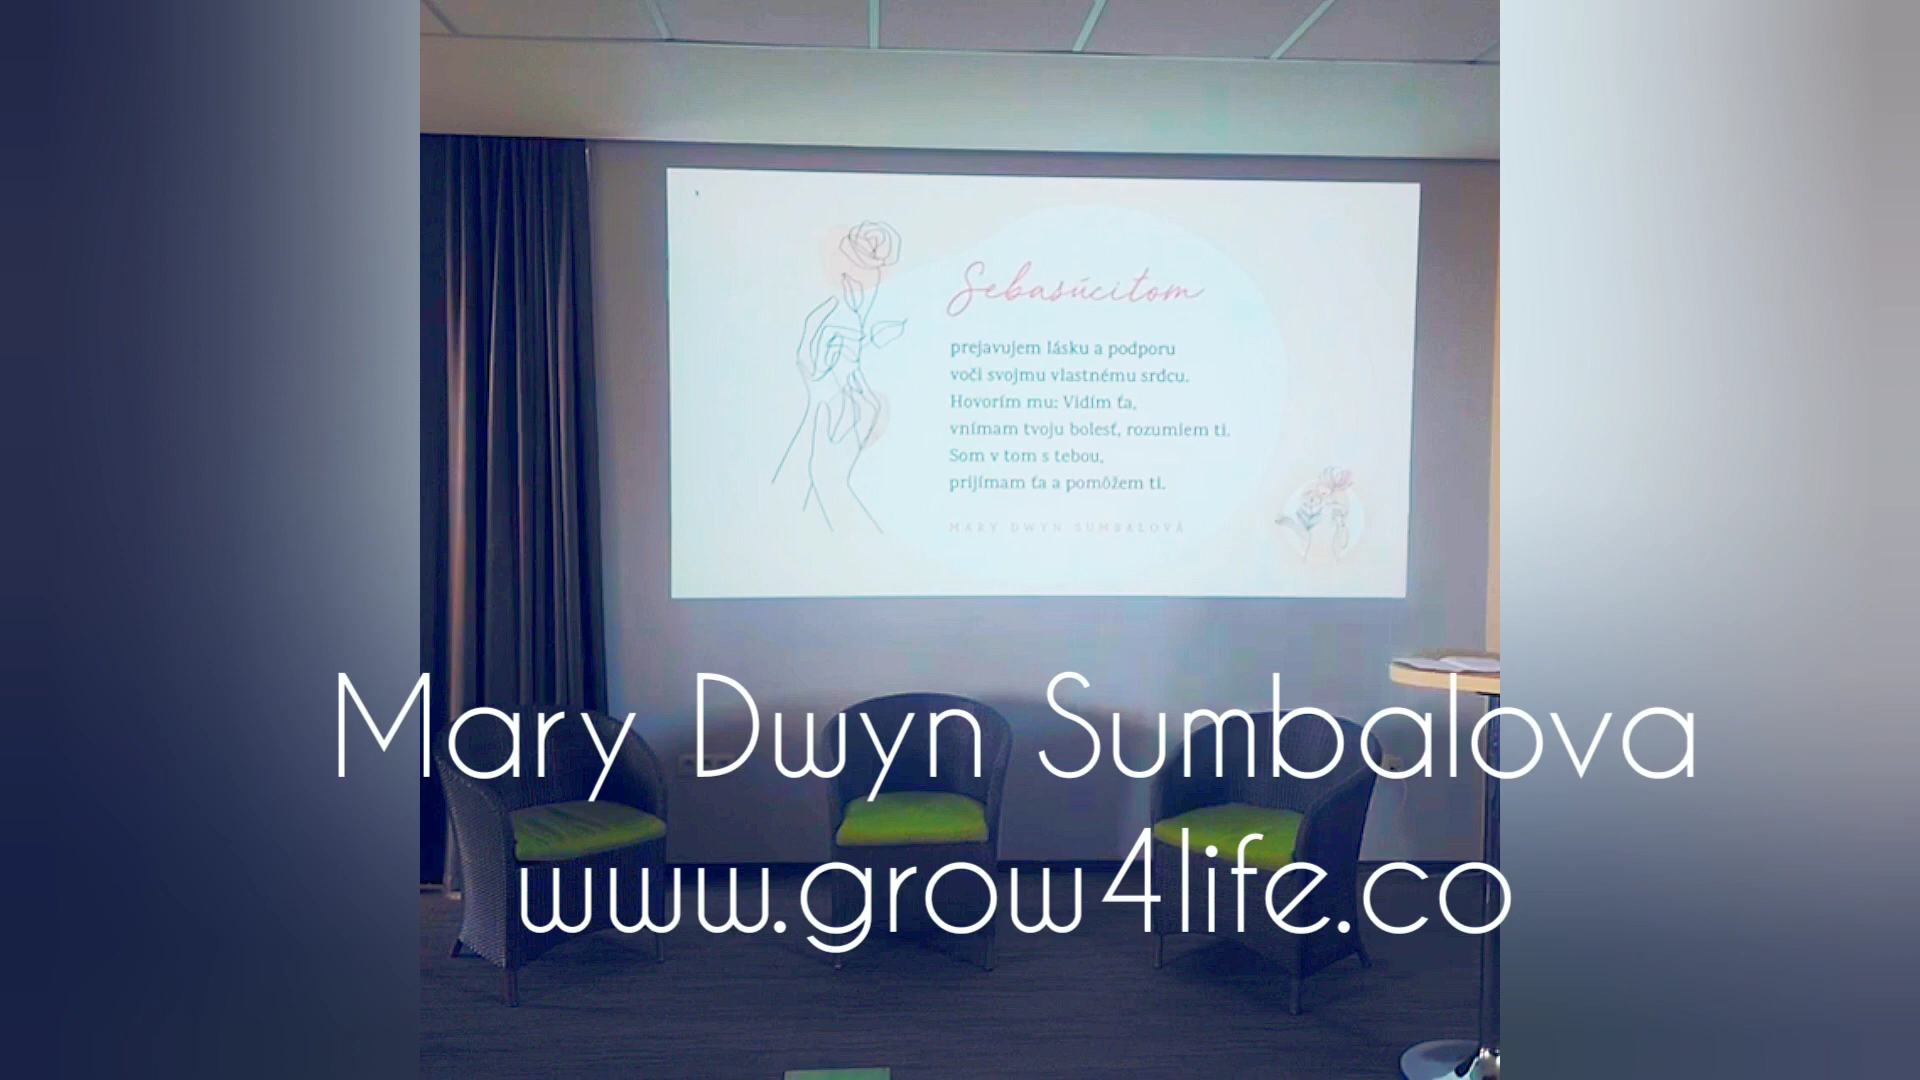 Sebasúcitom
prejavujem lásku a podporu
voči svojmu vlastnému srdcu.
Hovorím mu: Vidím ťa,
vnímam tvoju bolesť, rozumiem ti.
Som v tom s tebou,
prijímam ťa a pomôžem ti.
MARY DWYN SUMBALOVÁ
Mary Dwyn Sumbalova
www.grow4life.co